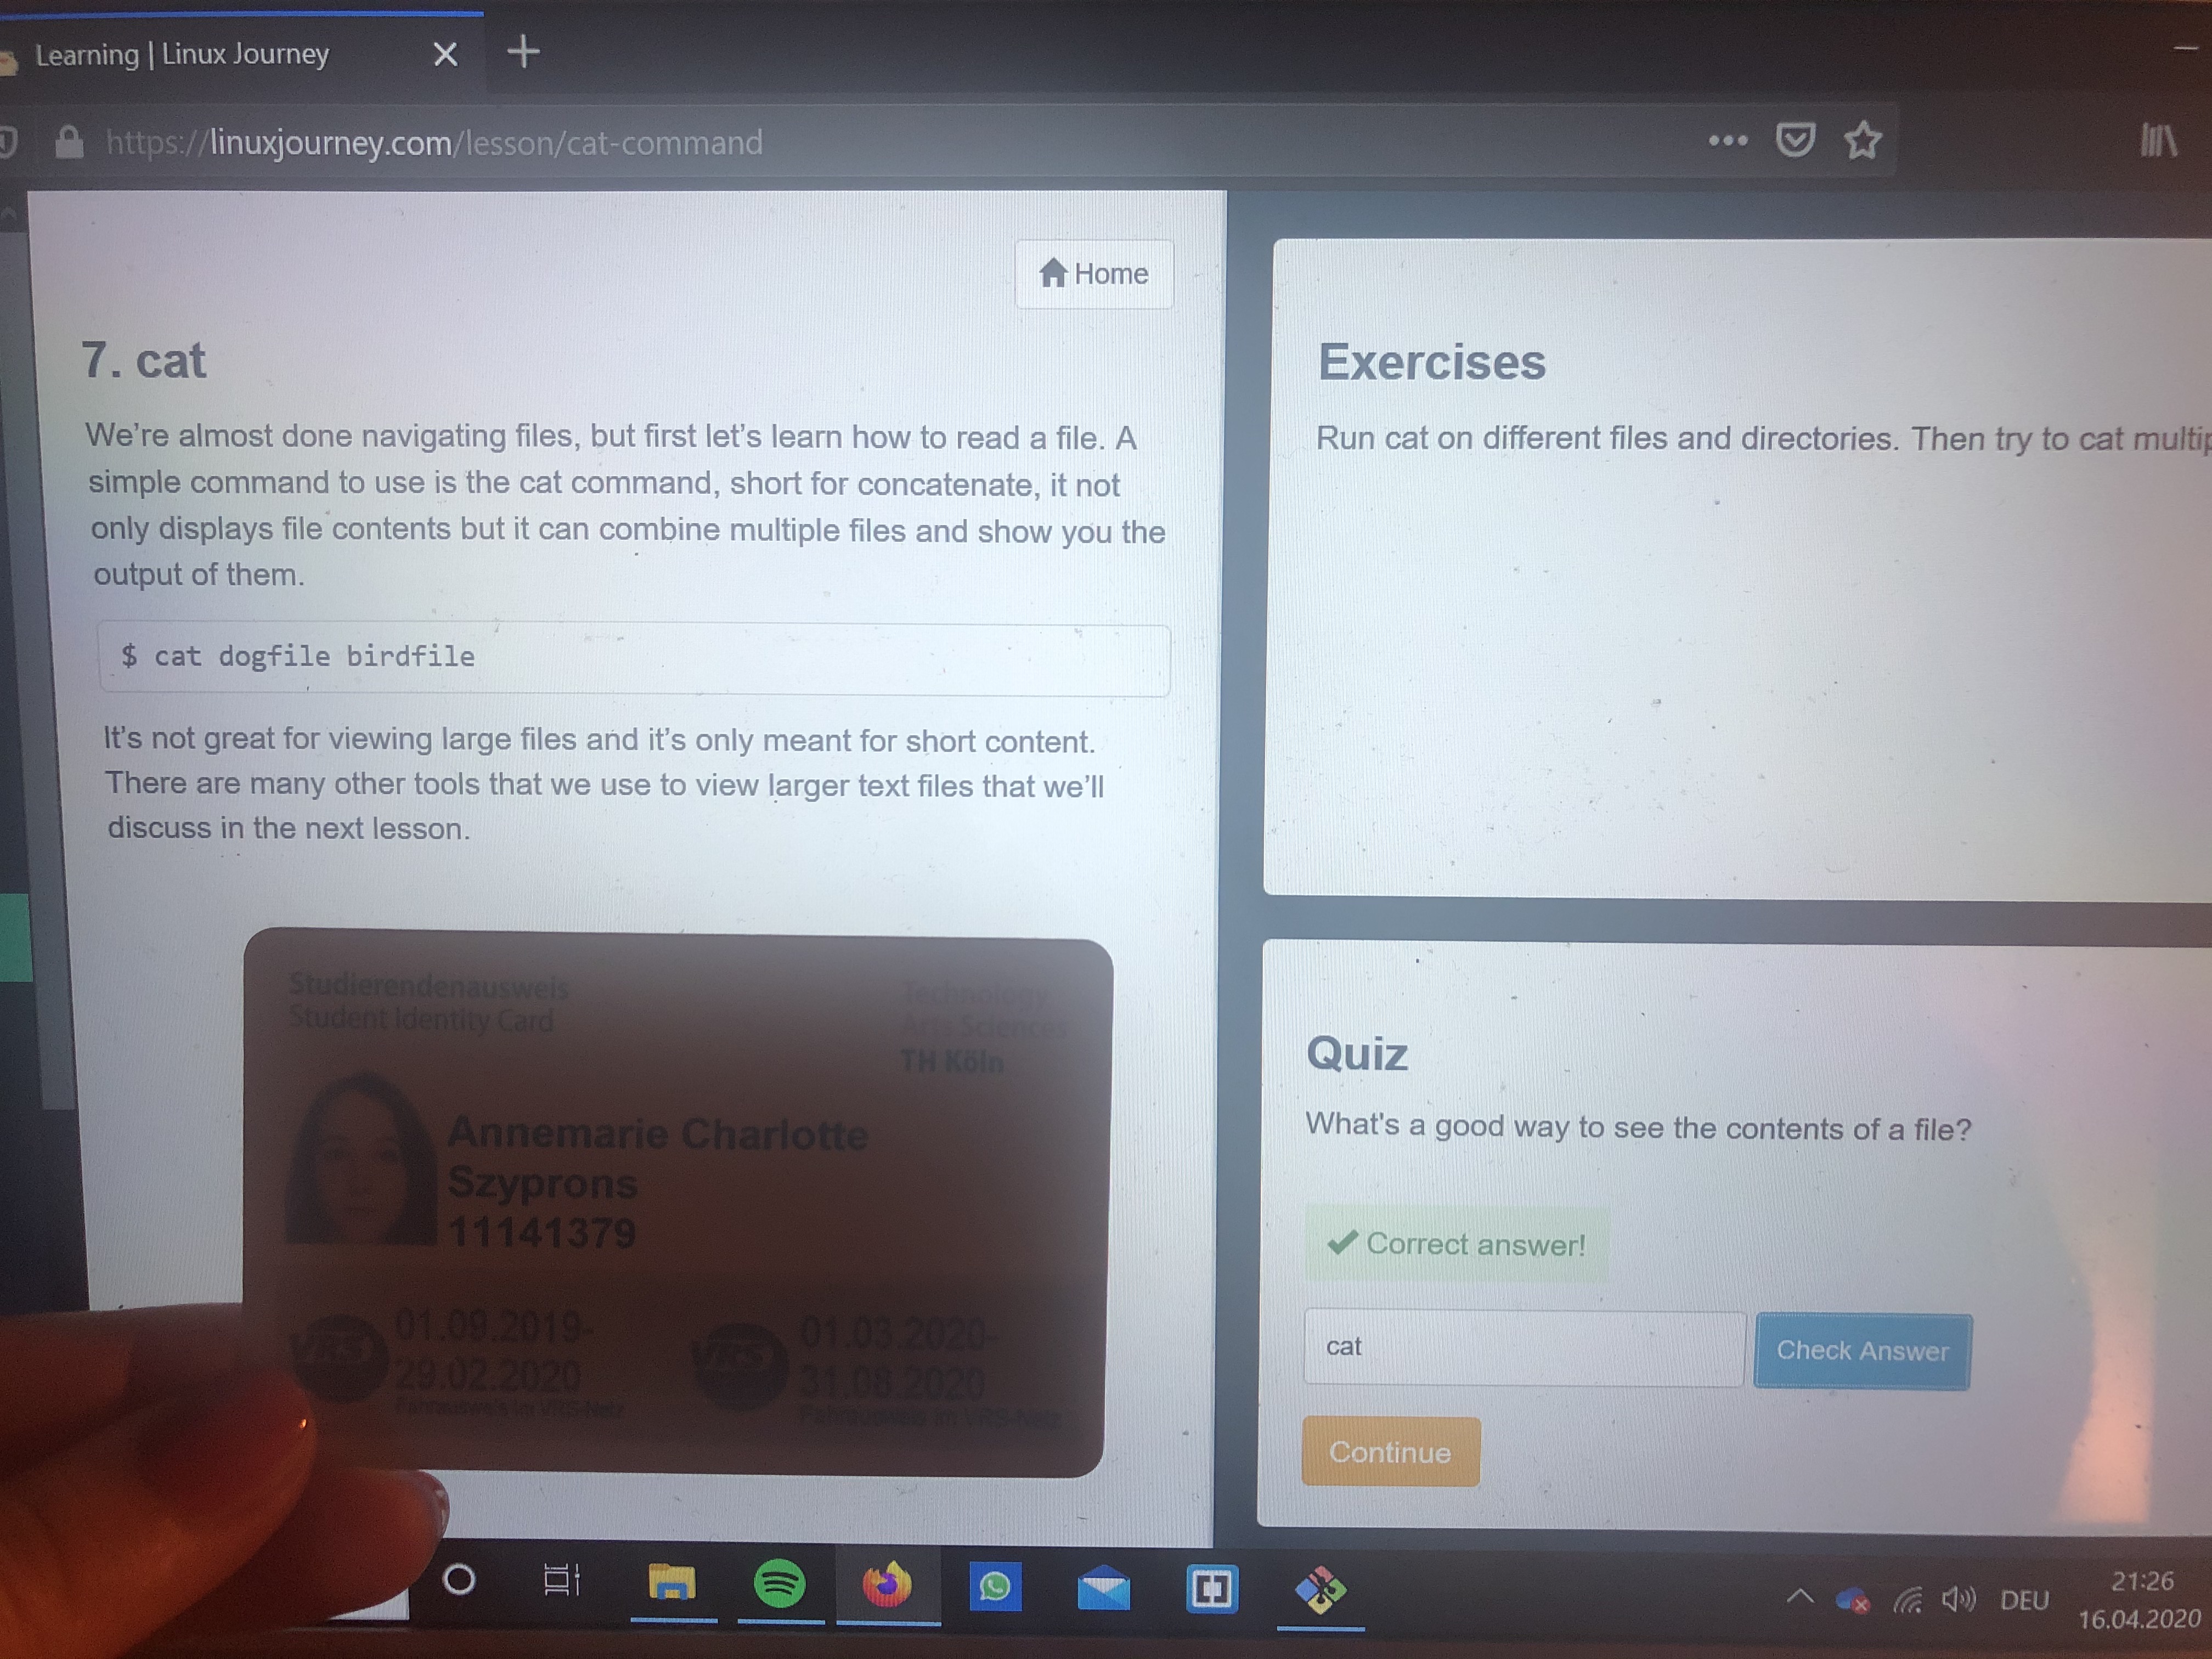 Learning | Linux Journey
https://linuxjourney.com/lesson/cat-command
Home
7. cat
We're almost done navigating files, but first let's learn how to read a file. A
simple command to use is the cat command, short for concatenate, it not
only displays file contents but it can combine multiple files and show you the
output of them.
$ cat dogfile birdfile
It's not great for viewing large files and it's only meant for short content.
There are many other tools that we use to view larger text files that we'll
discuss in the next lesson.
Studierendenausweis
Student Identity Card
Technology
Arts Sciences
TH Köln
Annemarie Charlotte
Szyprons
11141379
VRS
01.09.2019-
29.02.2020
Fahrausweis im VRS-Netz
VRS
01.03.2020-
31.08.2020
Fahrausweis im VRS-Netz
Exercises
Run cat on different files and directories. Then try to cat multip
Quiz
What's a good way to see the contents of a file?
Correct answer!
cat
Check Answer
Continue
DEU
21:26
16.04.2020